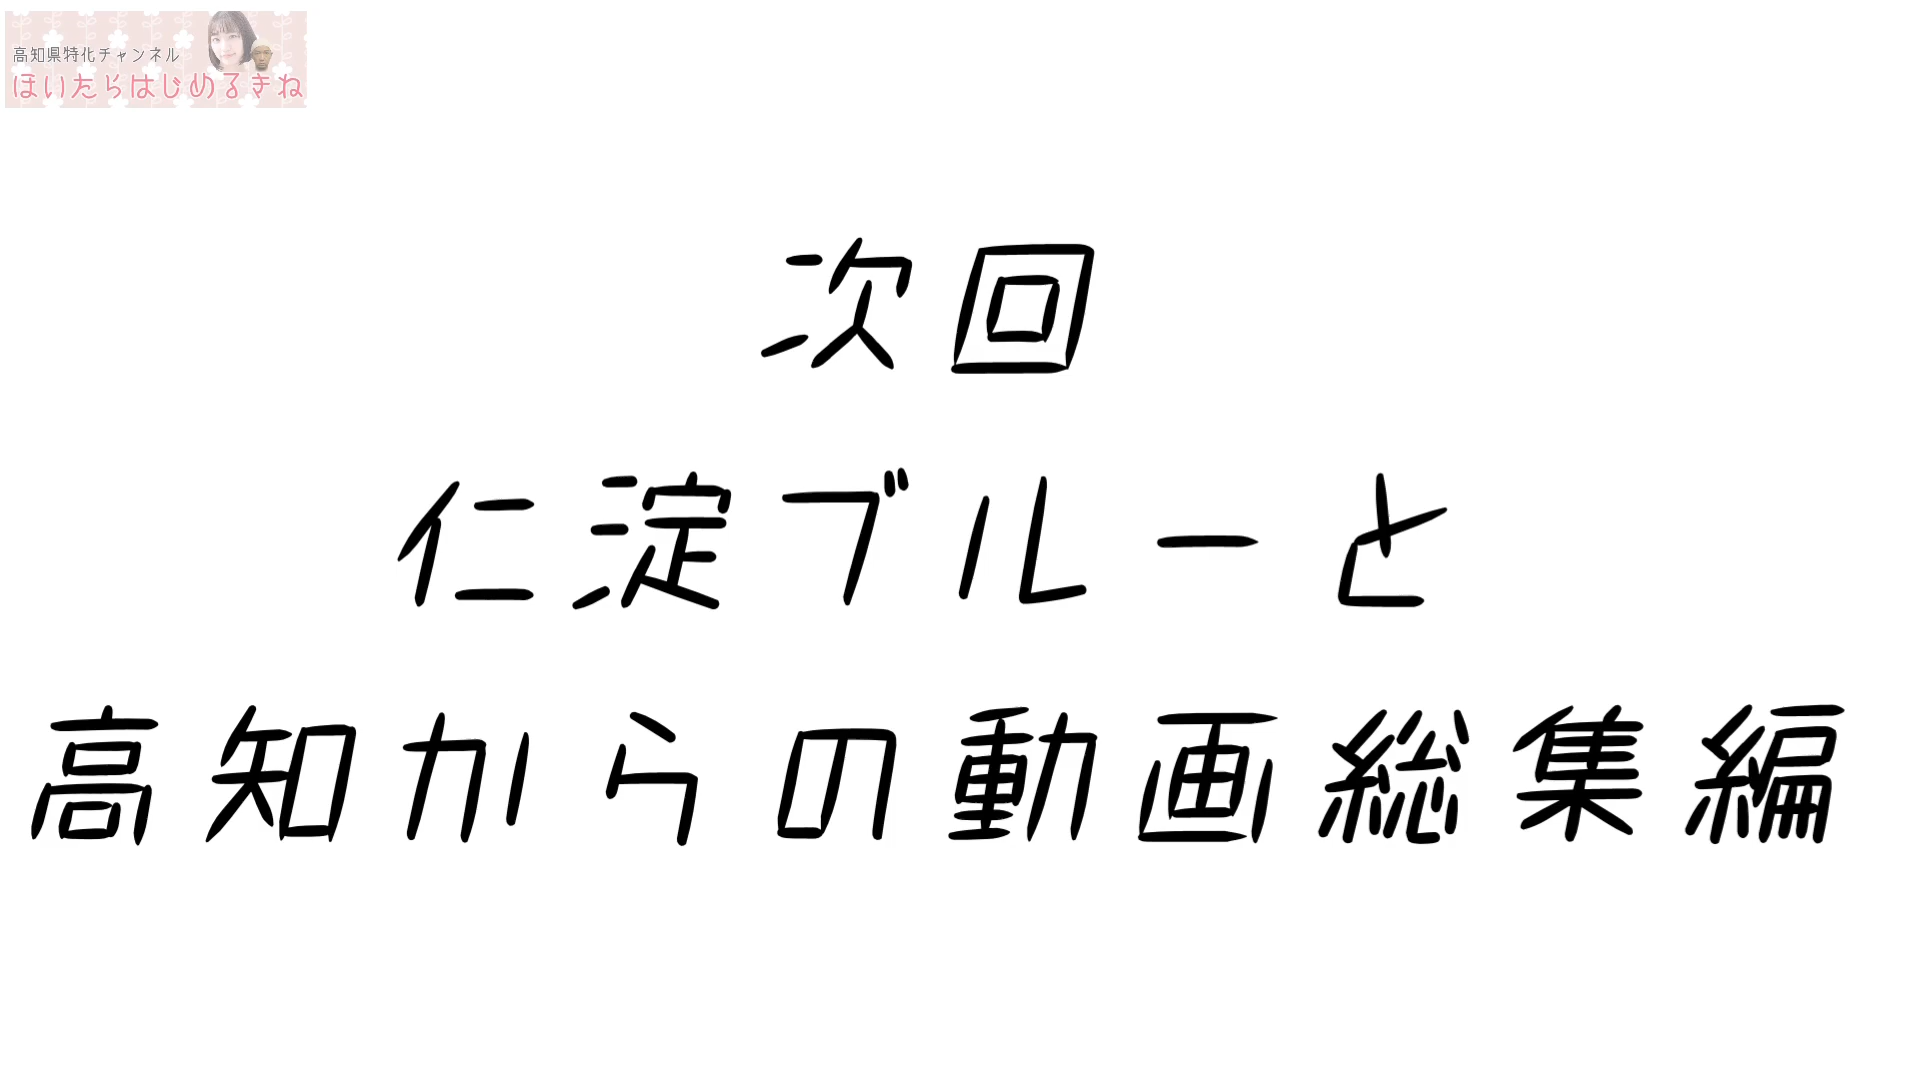 高知県特化チャンネル
ほいたらはじめるきね
次回
仁淀ブルーと
高知からの動画総集編